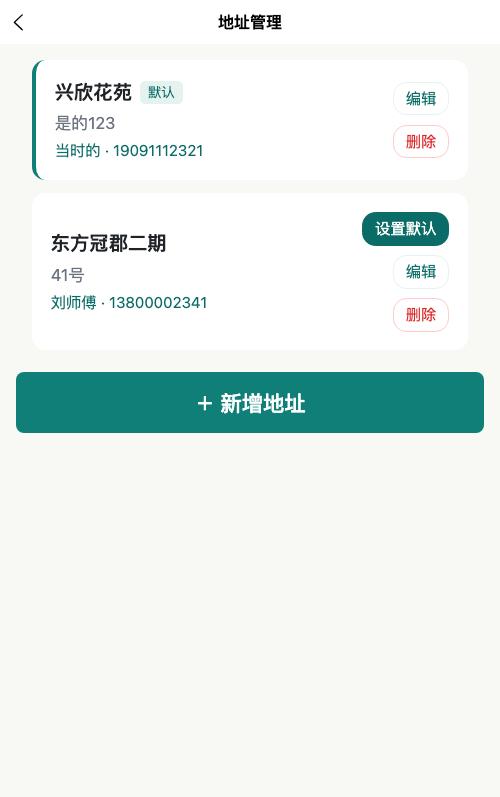 地址管理
兴欣花苑 默认
是的123
当时的 · 19091112321
编辑
删除
东方冠郡二期
41号
刘师傅 · 13800002341
设置默认
编辑
删除
+ 新增地址